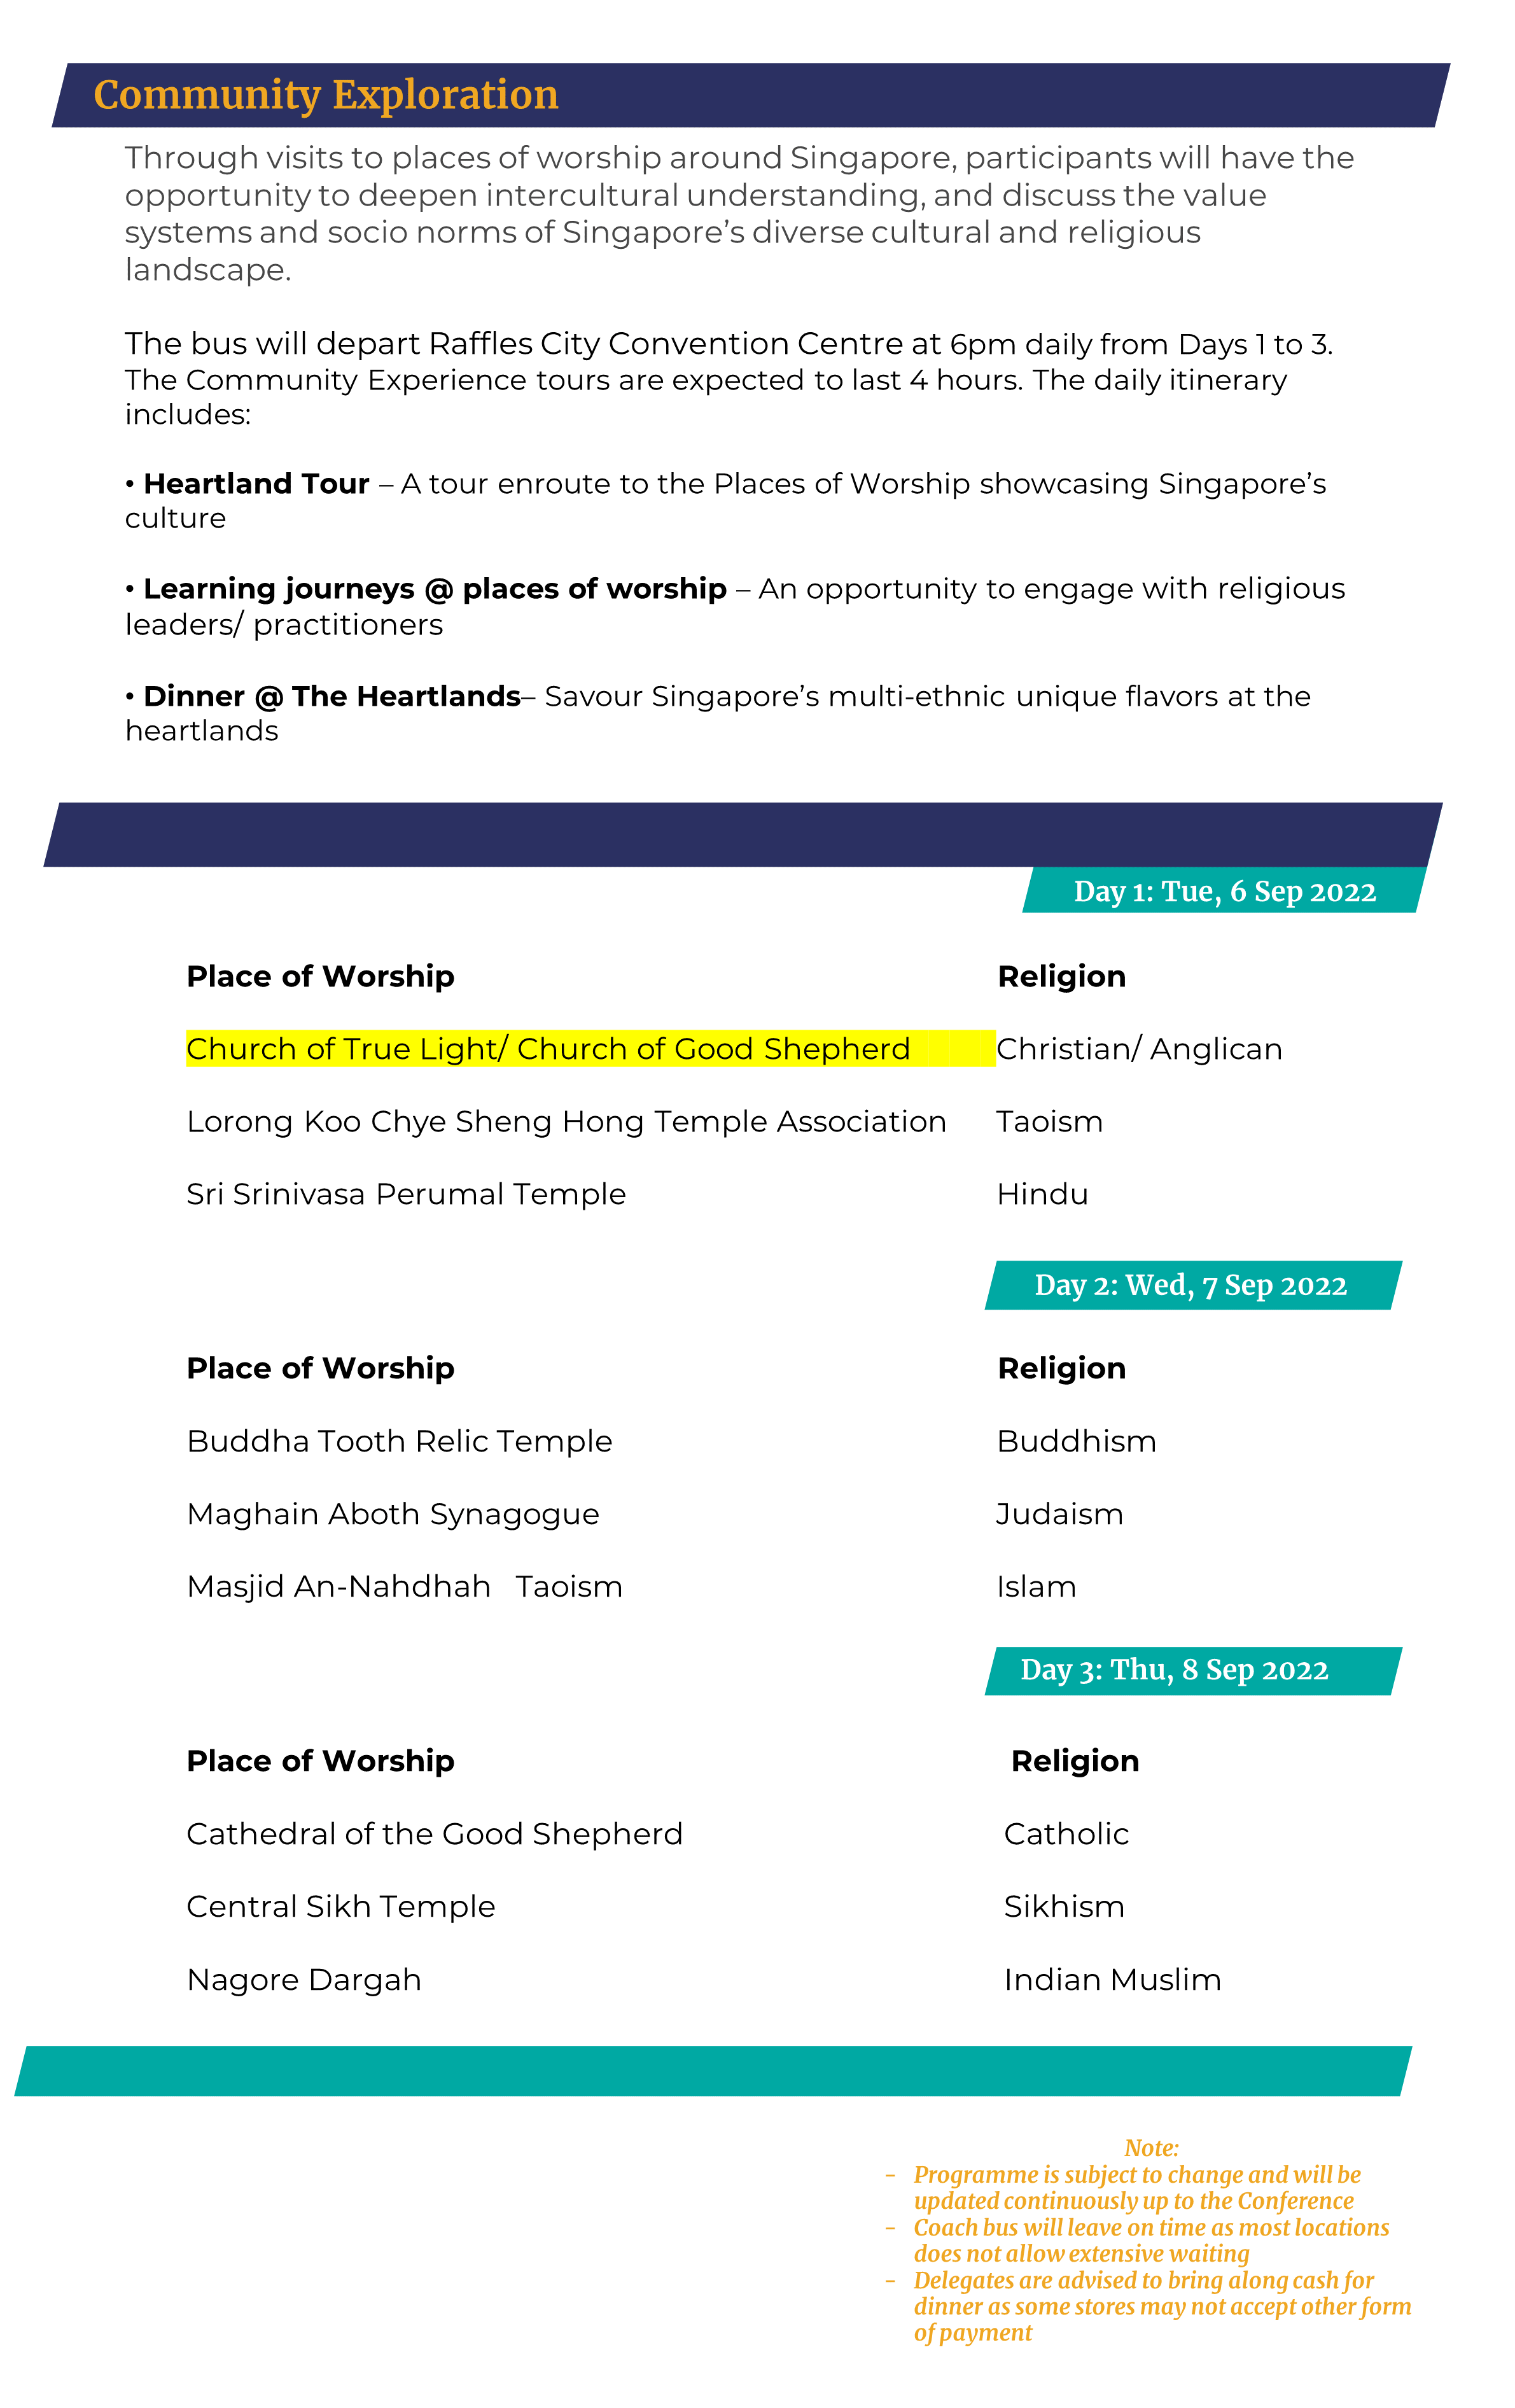 Community Exploration
Through visits to places of worship around Singapore, participants will have the
opportunity to deepen intercultural understanding, and discuss the value
systems and socio norms of Singapore’s diverse cultural and religious
landscape.
The bus will depart Raffles City Convention Centre at 6pm daily from Days 1 to 3.
The Community Experience tours are expected to last 4 hours. The daily itinerary
includes:
• Heartland Tour – A tour enroute to the Places of Worship showcasing Singapore’s
culture
• Learning journeys @ places of worship – An opportunity to engage with religious
leaders/ practitioners
• Dinner @ The Heartlands– Savour Singapore’s multi-ethnic unique flavors at the
heartlands
Day 1: Tue, 6 Sep 2022
Place of Worship Religion
Church of True Light/ Church of Good Shepherd Christian/ Anglican
Lorong Koo Chye Sheng Hong Temple Association Taoism
Sri Srinivasa Perumal Temple Hindu
Day 2: Wed, 7 Sep 2022
Place of Worship Religion
Buddha Tooth Relic Temple Buddhism
Maghain Aboth Synagogue Judaism
Masjid An-Nahdhah Taoism Islam
Day 3: Thu, 8 Sep 2022
Place of Worship Religion
Cathedral of the Good Shepherd Catholic
Central Sikh Temple Sikhism
Nagore Dargah Indian Muslim
Note:
- Programme is subject to change and will be
updated continuously up to the Conference
- Coach bus will leave on time as most locations
does not allow extensive waiting
- Delegates are advised to bring along cash for
dinner as some stores may not accept other form
of payment